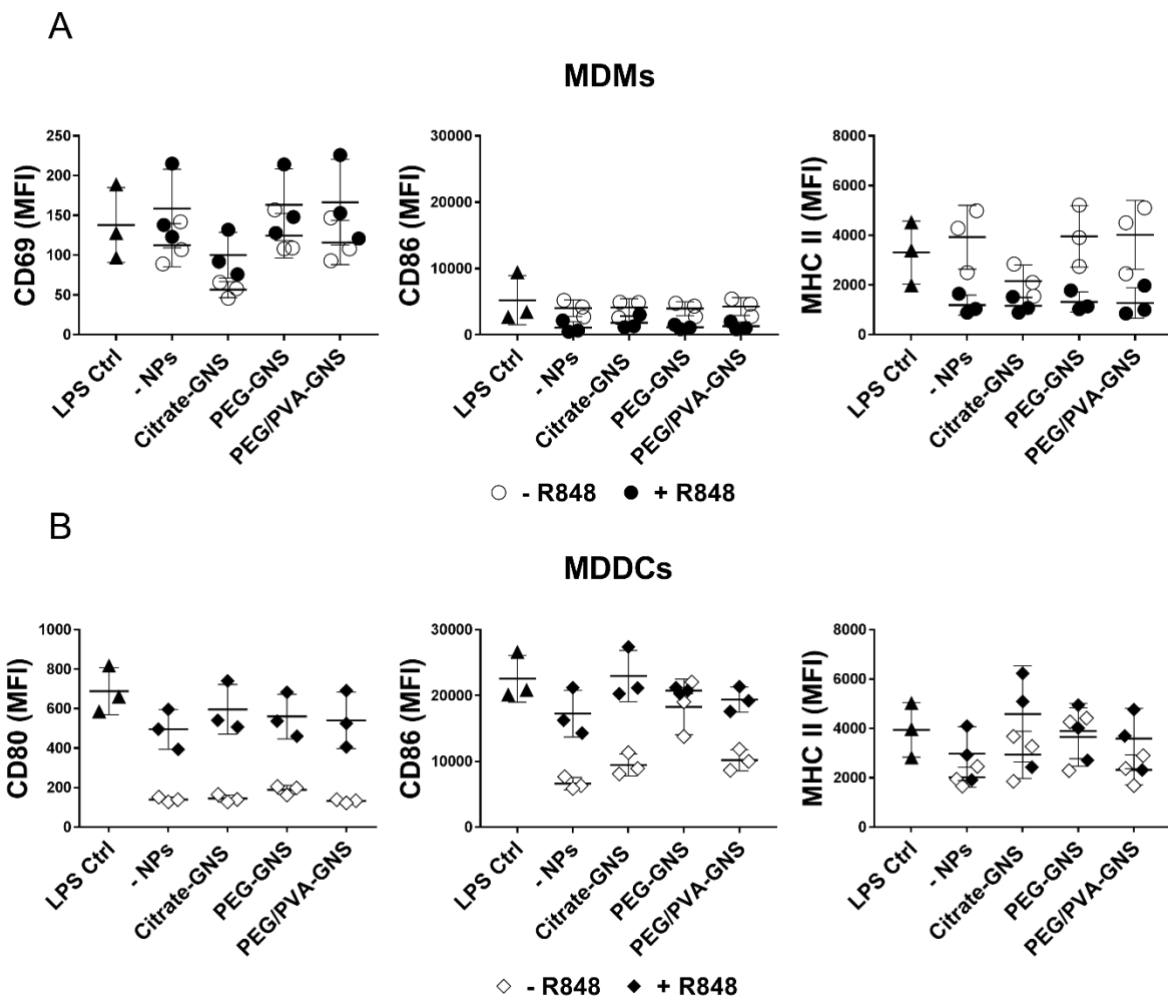 A
MDMs
CD69 (MFI)
250
200
150
100
50
0
LPS Ctrl
- NPs
Citrate-GNS
PEG-GNS
PEG/PVA-GNS
CD86 (MFI)
30000
20000
10000
0
LPS Ctrl
- NPs
Citrate-GNS
PEG-GNS
PEG/PVA-GNS
MHC II (MFI)
8000
6000
4000
2000
0
LPS Ctrl
- NPs
Citrate-GNS
PEG-GNS
PEG/PVA-GNS
- R848 + R848
B
MDDCs
CD80 (MFI)
1000
800
600
400
200
0
LPS Ctrl
- NPs
Citrate-GNS
PEG-GNS
PEG/PVA-GNS
CD86 (MFI)
30000
20000
10000
0
LPS Ctrl
- NPs
Citrate-GNS
PEG-GNS
PEG/PVA-GNS
MHC II (MFI)
8000
6000
4000
2000
0
LPS Ctrl
- NPs
Citrate-GNS
PEG-GNS
PEG/PVA-GNS
- R848 + R848